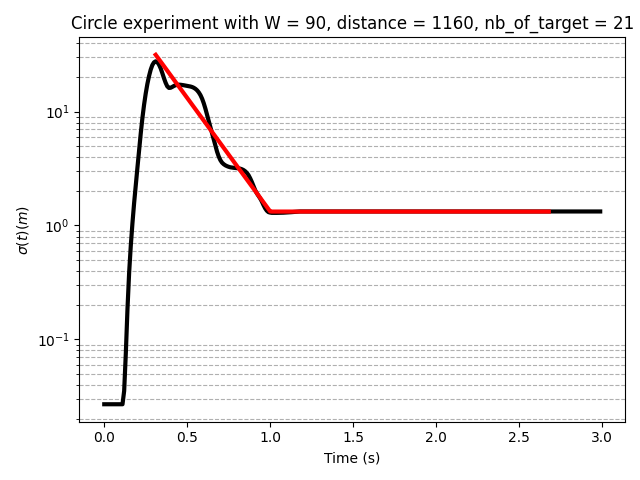 Circle experiment with W = 90, distance = 1160, nb_of_target = 21
σ(t)(m)
10¹
10⁰
10⁻¹
0.0 0.5 1.0 1.5 2.0 2.5 3.0
Time (s)